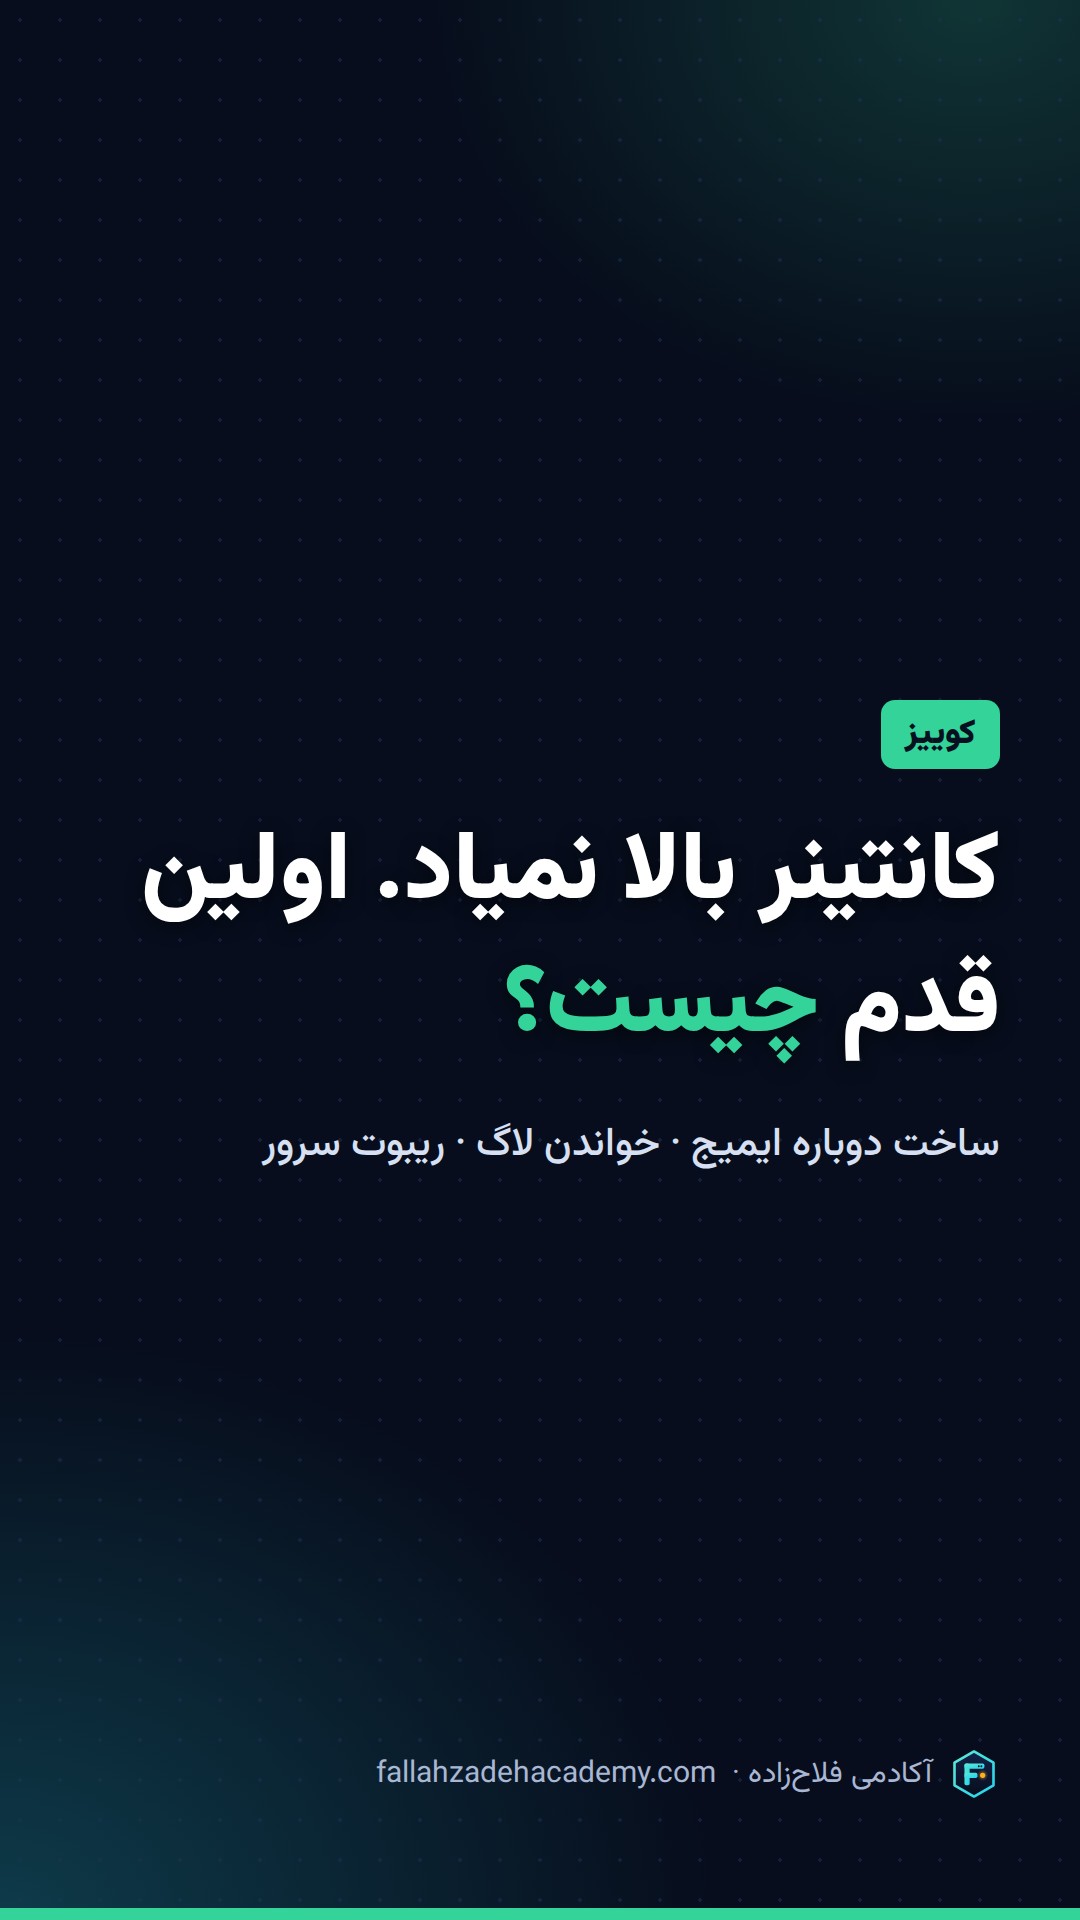 کوییز
کانتینر بالا نمیاد. اولین
قدم چیست؟
ساخت دوباره ایمیج · خواندن لاگ · ریبوت سرور
آکادمی فلاح‌زاده · fallahzadehacademy.com